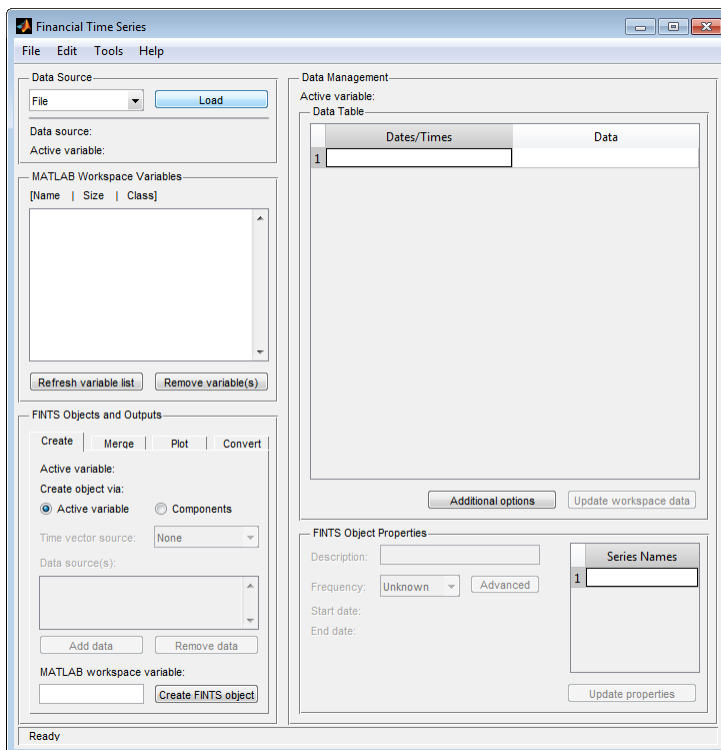 Financial Time Series
File Edit Tools Help
Data Source
File
Load
Data source:
Active variable:
MATLAB Workspace Variables
[Name | Size | Class]
Refresh variable list
Remove variable(s)
FINTS Objects and Outputs
Create Merge Plot Convert
Active variable:
Create object via:
Active variable Components
Time vector source: None
Data source(s):
Add data Remove data
MATLAB workspace variable:
Create FINTS object
Data Management
Active variable:
Data Table
Dates/Times Data
1
Additional options Update workspace data
FINTS Object Properties
Description:
Frequency: Unknown Advanced
Start date:
End date:
Series Names
1
Update properties
Ready